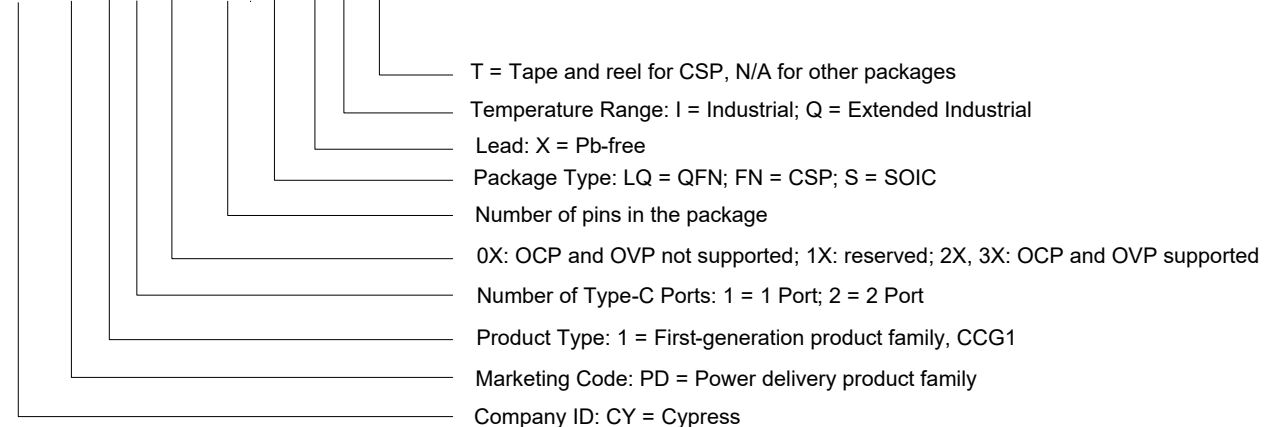 T = Tape and reel for CSP, N/A for other packages
Temperature Range: I = Industrial; Q = Extended Industrial
Lead: X = Pb-free
Package Type: LQ = QFN; FN = CSP; S = SOIC
Number of pins in the package
0X: OCP and OVP not supported; 1X: reserved; 2X, 3X: OCP and OVP supported
Number of Type-C Ports: 1 = 1 Port; 2 = 2 Port
Product Type: 1 = First-generation product family, CCG1
Marketing Code: PD = Power delivery product family
Company ID: CY = Cypress